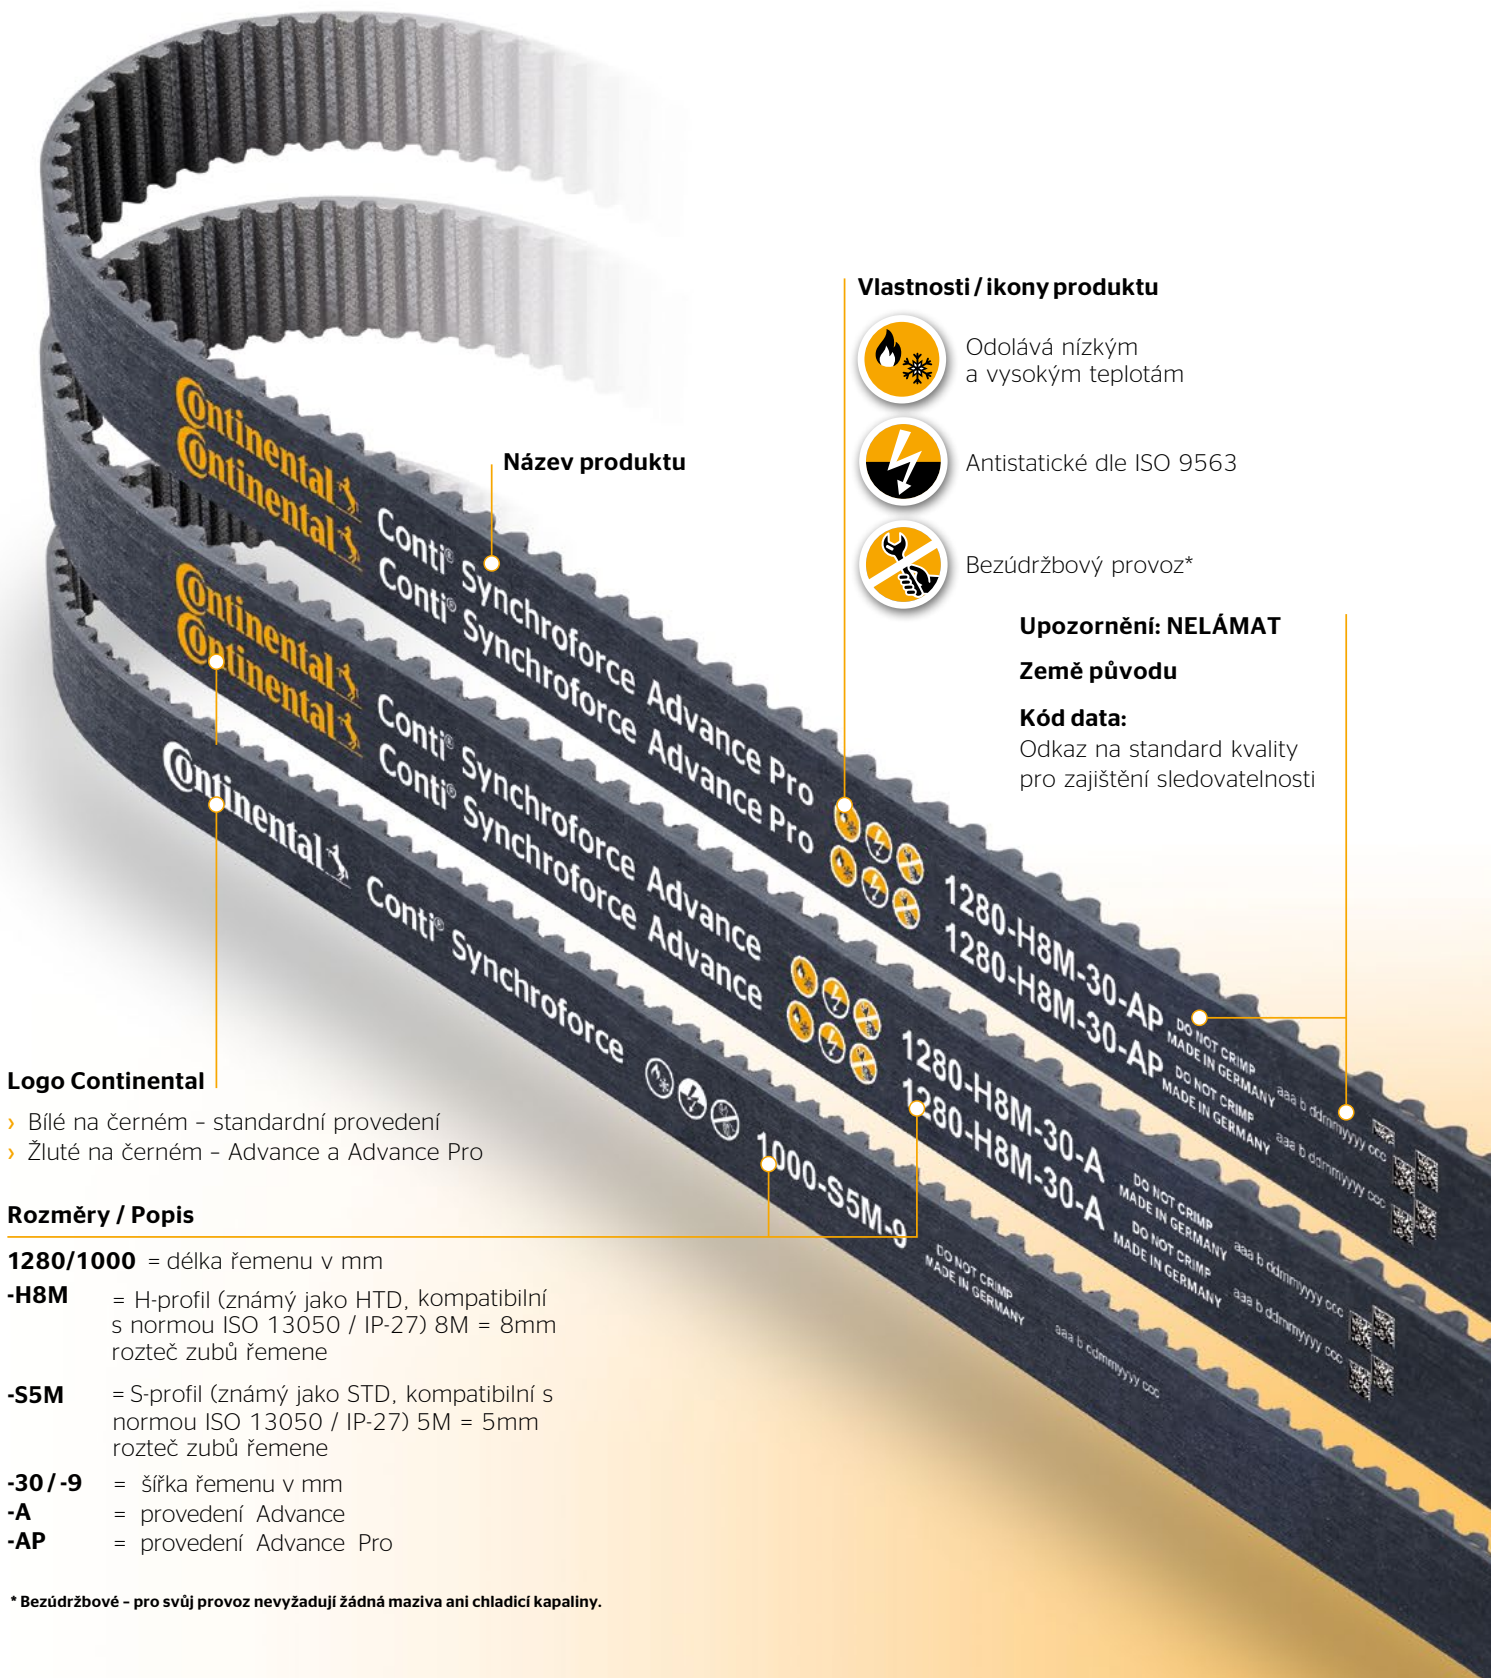 Vlastnosti / ikony produktu
Odolává nízkým
a vysokým teplotám
Antistatické dle ISO 9563
Bezúdržbový provoz*
Název produktu
Upozornění: NELÁMAT
Země původu
Kód data:
Odkaz na standard kvality
pro zajištění sledovatelnosti
Continental Conti® Synchroforce Advance Pro 1280-H8M-30-AP DO NOT CRIMP MADE IN GERMANY aaa b ddmmyyyy ccc
Continental Conti® Synchroforce Advance Pro 1280-H8M-30-AP DO NOT CRIMP MADE IN GERMANY aaa b ddmmyyyy ccc
Continental Conti® Synchroforce Advance 1280-H8M-30-A DO NOT CRIMP MADE IN GERMANY aaa b ddmmyyyy ccc
Continental Conti® Synchroforce Advance 1280-H8M-30-A DO NOT CRIMP MADE IN GERMANY aaa b ddmmyyyy ccc
Continental Conti® Synchroforce 1000-S5M-9 DO NOT CRIMP MADE IN GERMANY aaa b ddmmyyyy ccc
Logo Continental
› Bílé na černém – standardní provedení
› Žluté na černém – Advance a Advance Pro
Rozměry / Popis
1280/1000 = délka řemenu v mm
-H8M = H-profil (známý jako HTD, kompatibilní
s normou ISO 13050 / IP-27) 8M = 8mm
rozteč zubů řemene
-S5M = S-profil (známý jako STD, kompatibilní s
normou ISO 13050 / IP-27) 5M = 5mm
rozteč zubů řemene
-30 / -9 = šířka řemenu v mm
-A = provedení Advance
-AP = provedení Advance Pro
* Bezúdržbové – pro svůj provoz nevyžadují žádná maziva ani chladicí kapaliny.